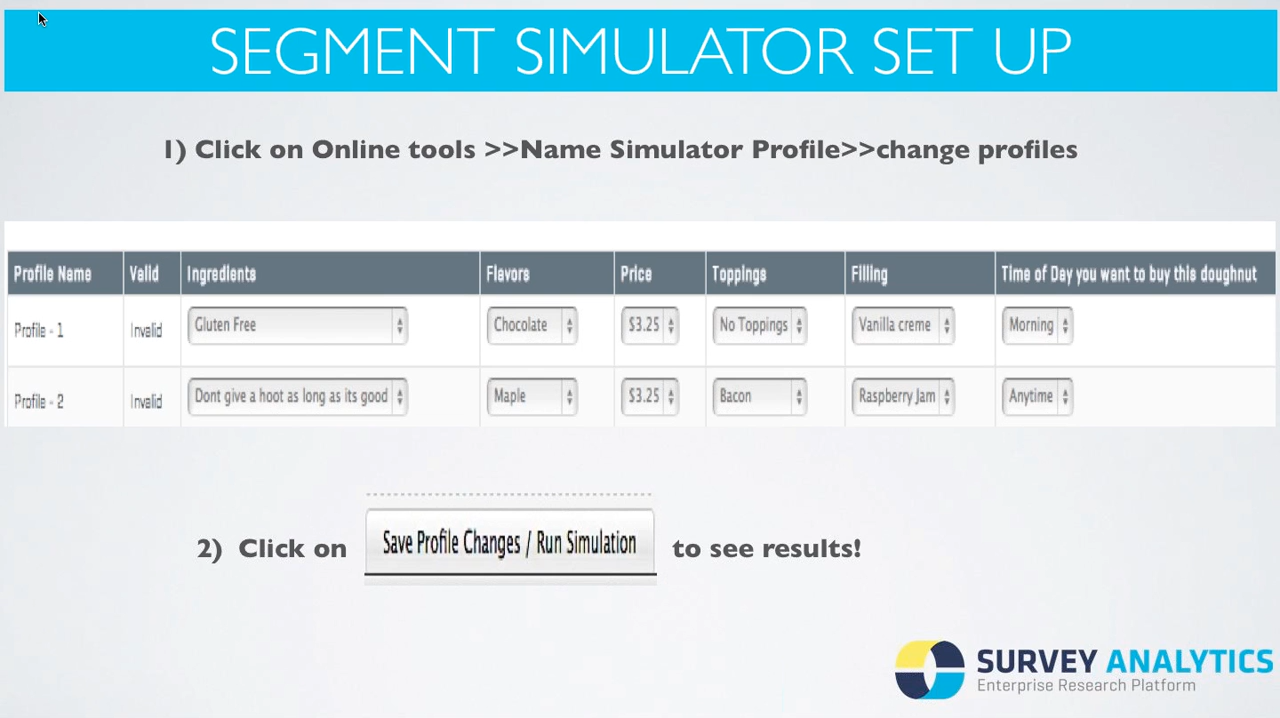 SEGMENT SIMULATOR SET UP
1) Click on Online tools >>Name Simulator Profile>>change profiles
Profile Name Valid Ingredients Flavors Price Toppings Filling Time of Day you want to buy this doughnut
Profile - 1 Invalid Gluten Free Chocolate $3.25 No Toppings Vanilla creme Morning
Profile - 2 Invalid Dont give a hoot as long as its good Maple $3.25 Bacon Raspberry Jam Anytime
2) Click on Save Profile Changes / Run Simulation to see results!
SURVEY ANALYTICS
Enterprise Research Platform